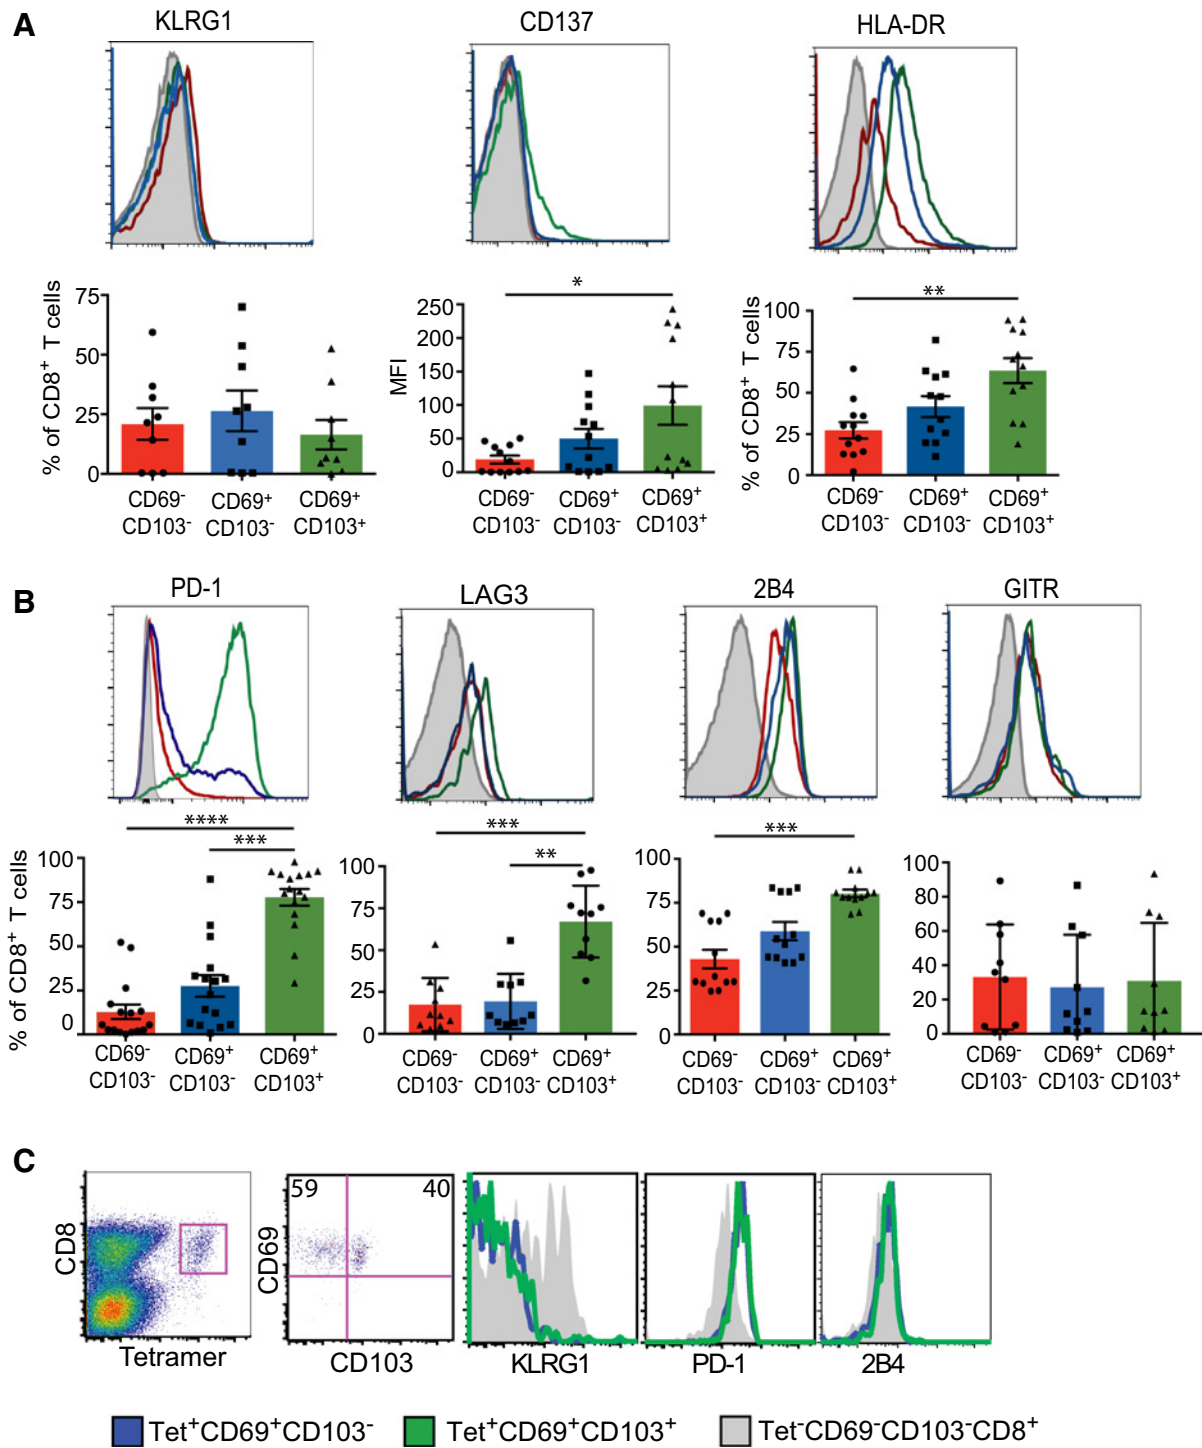 A
KLRG1
CD137
HLA-DR
% of CD8+ T cells
75
50
25
0
CD69- CD103-
CD69+ CD103-
CD69+ CD103+
*
MFI
250
200
150
100
50
0
CD69- CD103-
CD69+ CD103-
CD69+ CD103+
**
% of CD8+ T cells
100
75
50
25
0
CD69- CD103-
CD69+ CD103-
CD69+ CD103+
B
PD-1
LAG3
2B4
GITR
****
***
% of CD8+ T cells
100
75
50
25
0
CD69- CD103-
CD69+ CD103-
CD69+ CD103+
***
**
100
75
50
25
0
CD69- CD103-
CD69+ CD103-
CD69+ CD103+
***
100
75
50
25
0
CD69- CD103-
CD69+ CD103-
CD69+ CD103+
100
80
60
40
20
0
CD69- CD103-
CD69+ CD103-
CD69+ CD103+
C
CD8
Tetramer
59
40
CD69
CD103
KLRG1
PD-1
2B4
Tet+CD69+CD103-
Tet+CD69+CD103+
Tet-CD69-CD103-CD8+